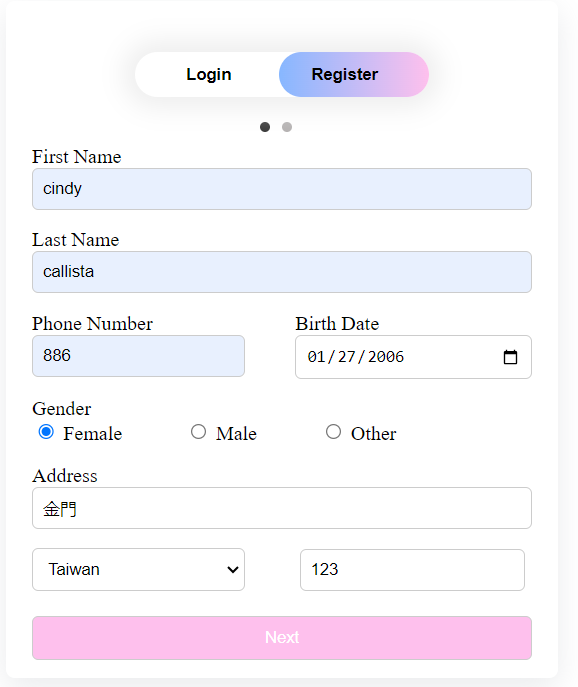 Login Register
First Name
cindy
Last Name
callista
Phone Number Birth Date
886 01/27/2006
Gender
Female Male Other
Address
金門
Taiwan 123
Next